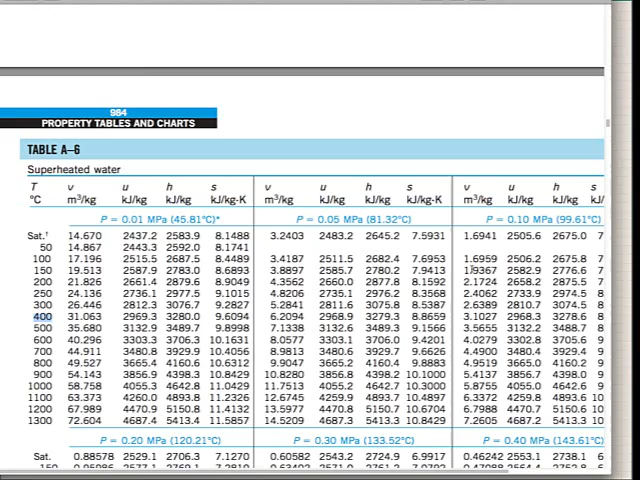 984
PROPERTY TABLES AND CHARTS
TABLE A–6
Superheated water
T v u h s v u h s v u h s
°C m³/kg kJ/kg kJ/kg kJ/kg·K m³/kg kJ/kg kJ/kg kJ/kg·K m³/kg kJ/kg kJ/kg kJ/
P = 0.01 MPa (45.81°C)* P = 0.05 MPa (81.32°C) P = 0.10 MPa (99.61°C)
Sat.† 14.670 2437.2 2583.9 8.1488 3.2403 2483.2 2645.2 7.5931 1.6941 2505.6 2675.0 7
50 14.867 2443.3 2592.0 8.1741
100 17.196 2515.5 2687.5 8.4489 3.4187 2511.5 2682.4 7.6953 1.6959 2506.2 2675.8 7
150 19.513 2587.9 2783.0 8.6893 3.8897 2585.7 2780.2 7.9413 1.9367 2582.9 2776.6 7
200 21.826 2661.4 2879.6 8.9049 4.3562 2660.0 2877.8 8.1592 2.1724 2658.2 2875.5 7
250 24.136 2736.1 2977.5 9.1015 4.8206 2735.1 2976.2 8.3568 2.4062 2733.9 2974.5 8
300 26.446 2812.3 3076.7 9.2827 5.2841 2811.6 3075.8 8.5387 2.6389 2810.7 3074.5 8
400 31.063 2969.3 3280.0 9.6094 6.2094 2968.9 3279.3 8.8659 3.1027 2968.3 3278.6 8
500 35.680 3132.9 3489.7 9.8998 7.1338 3132.6 3489.3 9.1566 3.5655 3132.2 3488.7 8
600 40.296 3303.3 3706.3 10.1631 8.0577 3303.1 3706.0 9.4201 4.0279 3302.8 3705.6 9
700 44.911 3480.8 3929.9 10.4056 8.9813 3480.6 3929.7 9.6626 4.4900 3480.4 3929.4 9
800 49.527 3665.4 4160.6 10.6312 9.9047 3665.2 4160.4 9.8883 4.9519 3665.0 4160.2 9
900 54.143 3856.9 4398.3 10.8429 10.8280 3856.8 4398.2 10.1000 5.4137 3856.7 4398.0 9
1000 58.758 4055.3 4642.8 11.0429 11.7513 4055.2 4642.7 10.3000 5.8755 4055.0 4642.6 9
1100 63.373 4260.0 4893.8 11.2326 12.6745 4259.9 4893.7 10.4897 6.3372 4259.8 4893.6 10
1200 67.989 4470.9 5150.8 11.4132 13.5977 4470.8 5150.7 10.6704 6.7988 4470.7 5150.6 10
1300 72.604 4687.4 5413.4 11.5857 14.5209 4687.3 5413.3 10.8429 7.2605 4687.2 5413.3 10
P = 0.20 MPa (120.21°C) P = 0.30 MPa (133.52°C) P = 0.40 MPa (143.61°C)
Sat. 0.88578 2529.1 2706.3 7.1270 0.60582 2543.2 2724.9 6.9917 0.46242 2553.1 2738.1 6